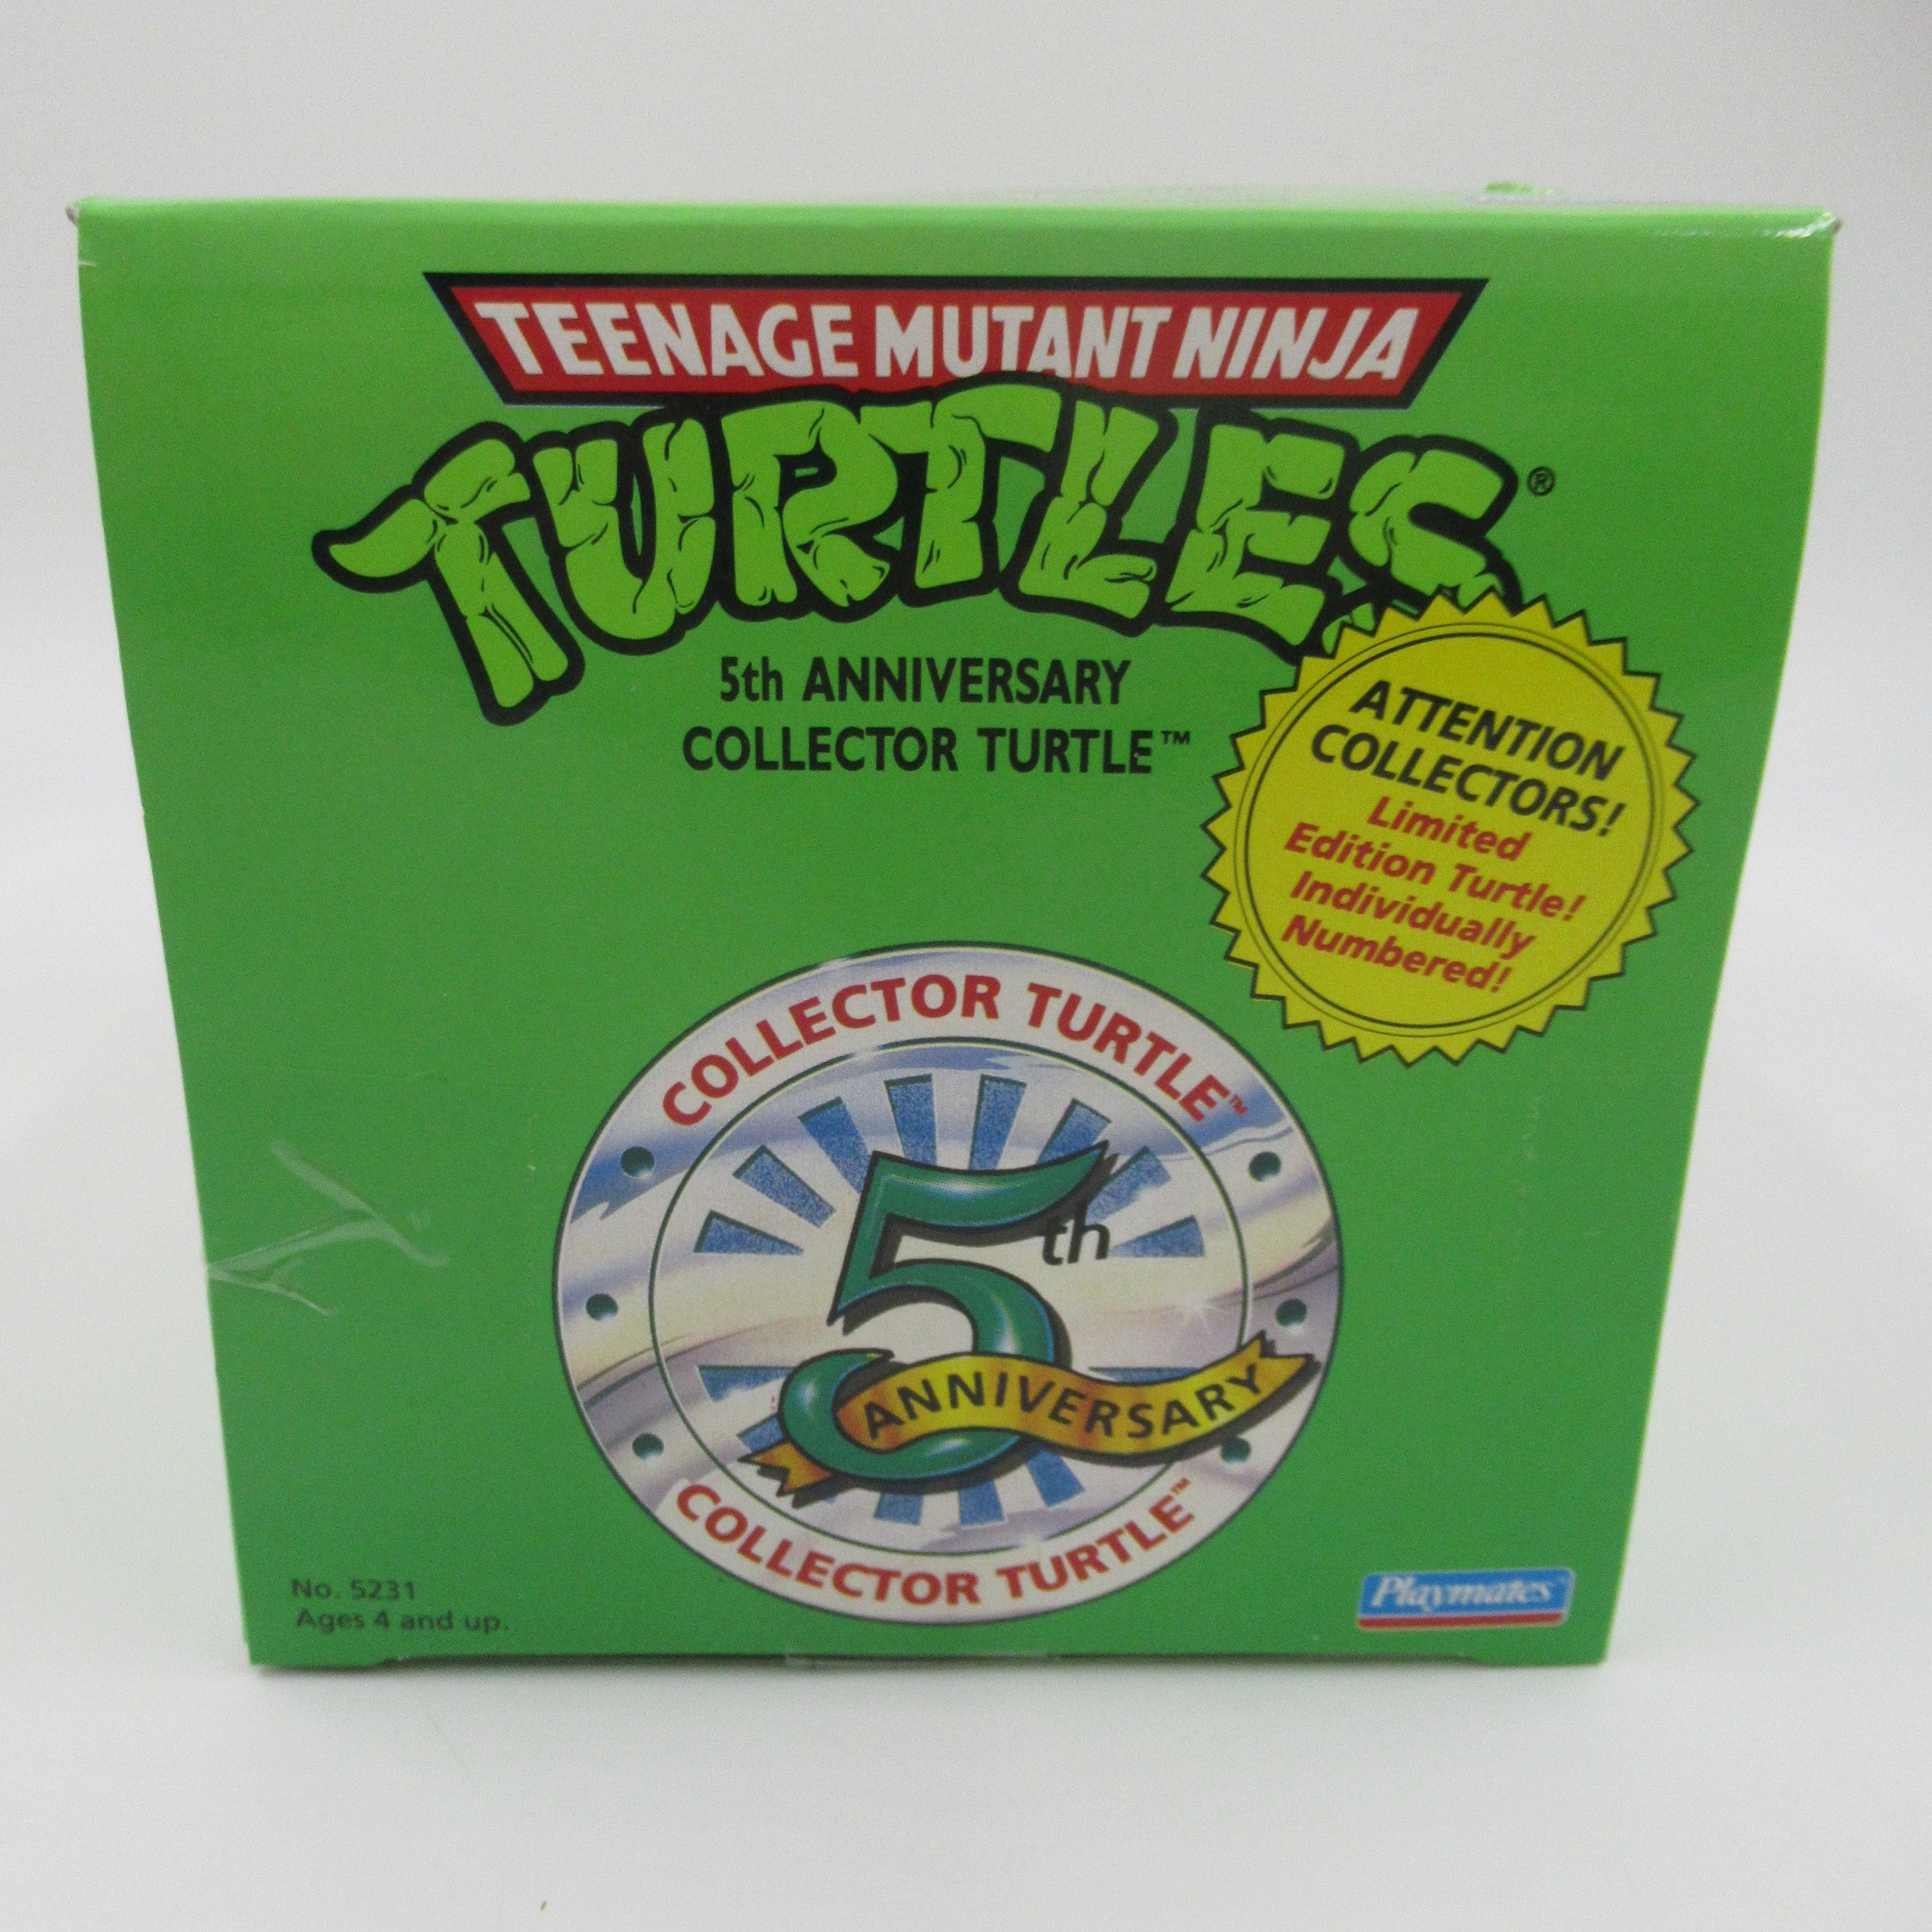 TEENAGE MUTANT NINJA
TURTLES®
5th ANNIVERSARY
COLLECTOR TURTLE™
ATTENTION
COLLECTORS!
Limited
Edition Turtle!
Individually
Numbered!
COLLECTOR TURTLE™
5th
ANNIVERSARY
COLLECTOR TURTLE™
No. 5231
Ages 4 and up.
Playmates™